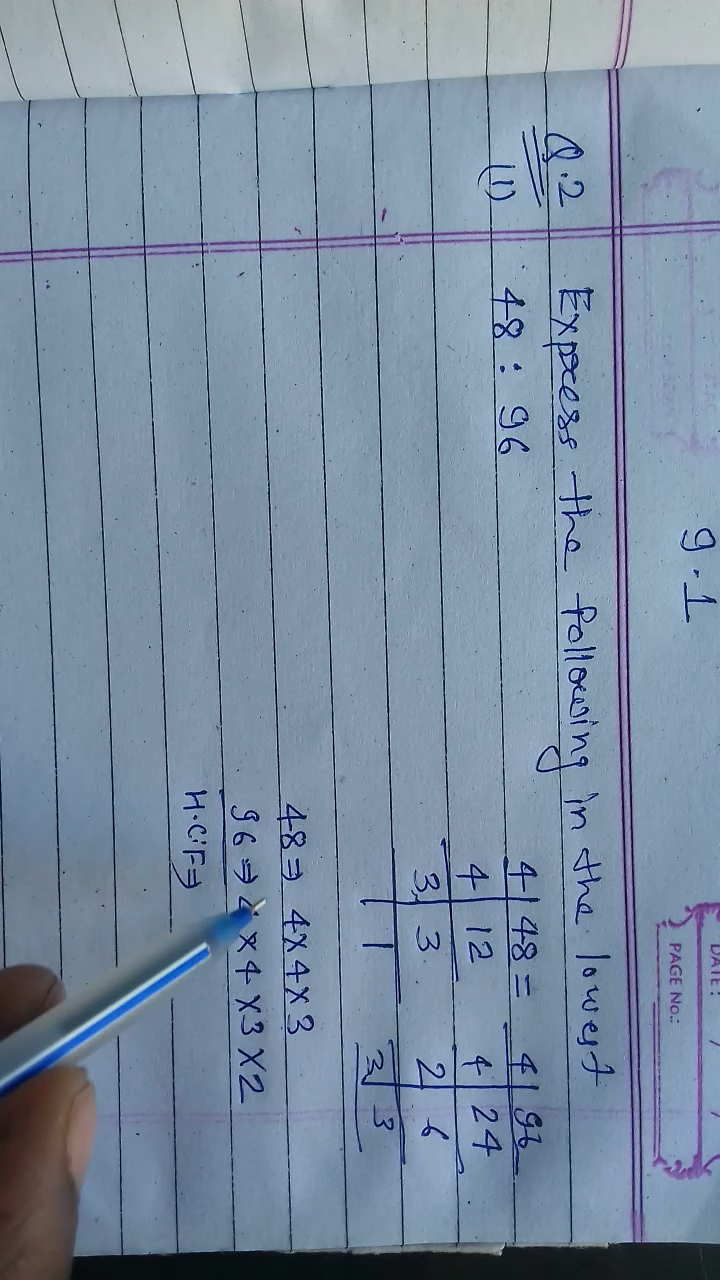 9.1
DATE:
PAGE No.:
Q.2 Express the following in the lowest
(1) 48 : 96
4 48 = 4 96
4 12 4 24
3 3 2 6
1 3 3
48 ⇒ 4×4×3
96 ⇒ 4×4×3×2
H.C.F ⇒